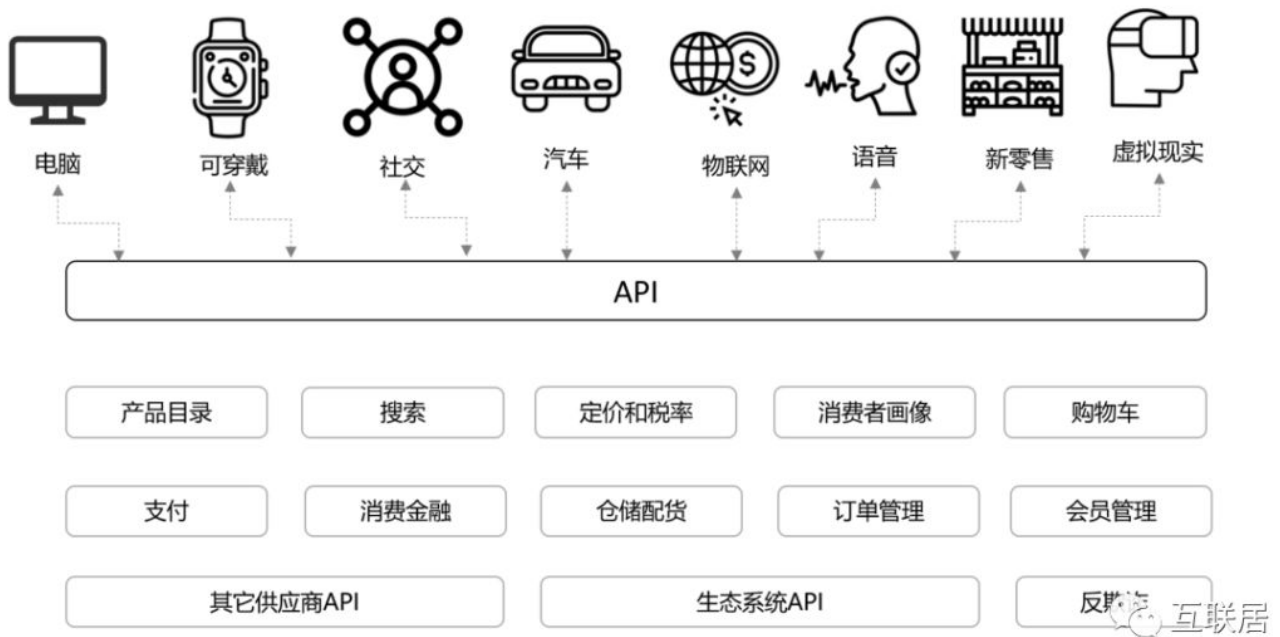 电脑 可穿戴 社交 汽车 物联网 语音 新零售 虚拟现实
API
产品目录 搜索 定价和税率 消费者画像 购物车
支付 消费金融 仓储配货 订单管理 会员管理
其它供应商API 生态系统API 反欺诈
互联居